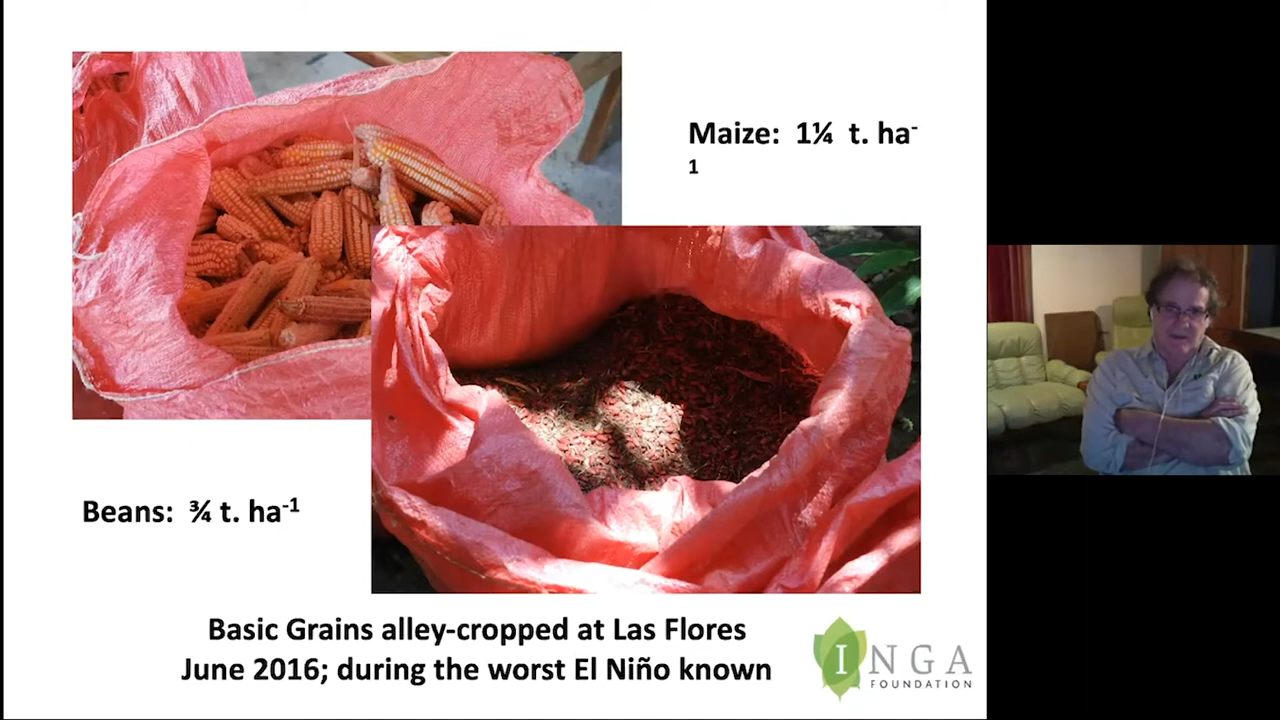 Maize: 1¼ t. ha-
1
Beans: ¾ t. ha-1
Basic Grains alley-cropped at Las Flores
June 2016; during the worst El Niño known
INGA
FOUNDATION